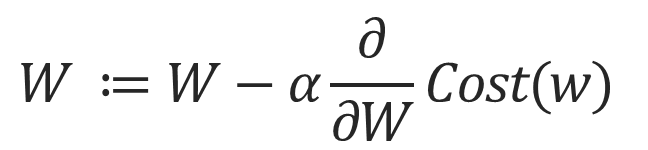 W := W − α ∂/∂W Cost(w)